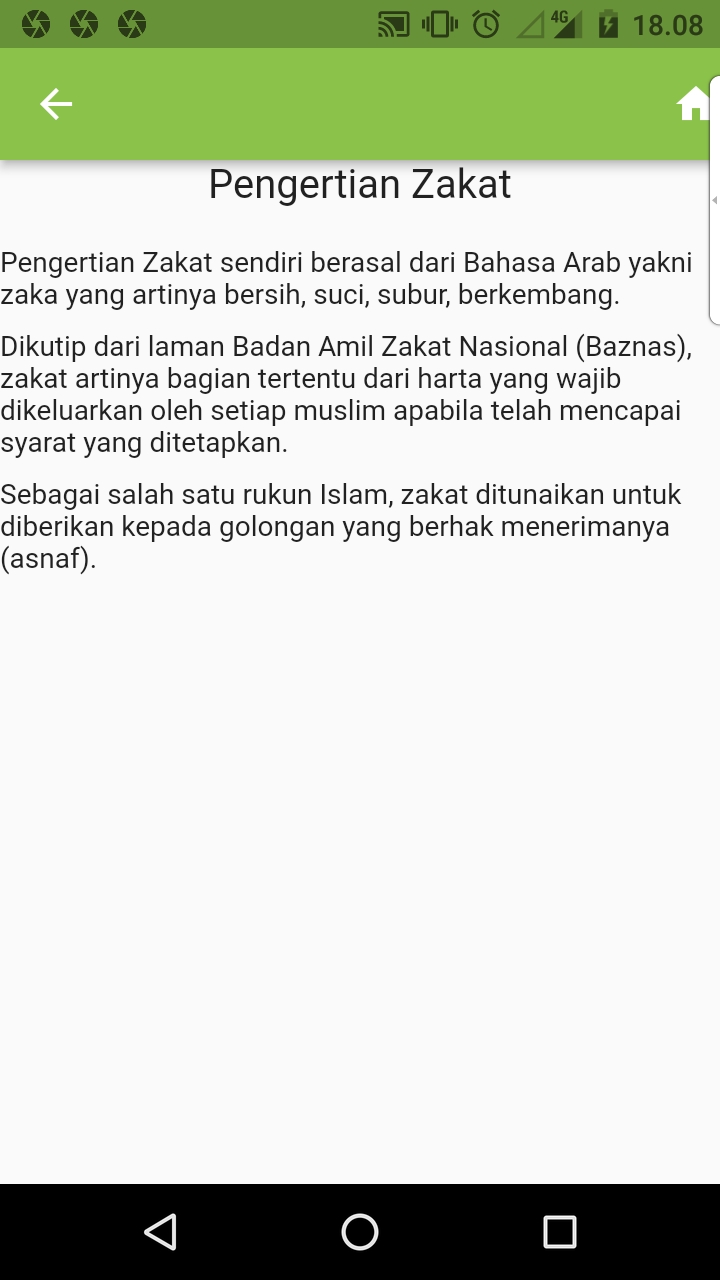 4G 18.08
Pengertian Zakat
Pengertian Zakat sendiri berasal dari Bahasa Arab yakni
zaka yang artinya bersih, suci, subur, berkembang.
Dikutip dari laman Badan Amil Zakat Nasional (Baznas),
zakat artinya bagian tertentu dari harta yang wajib
dikeluarkan oleh setiap muslim apabila telah mencapai
syarat yang ditetapkan.
Sebagai salah satu rukun Islam, zakat ditunaikan untuk
diberikan kepada golongan yang berhak menerimanya
(asnaf).